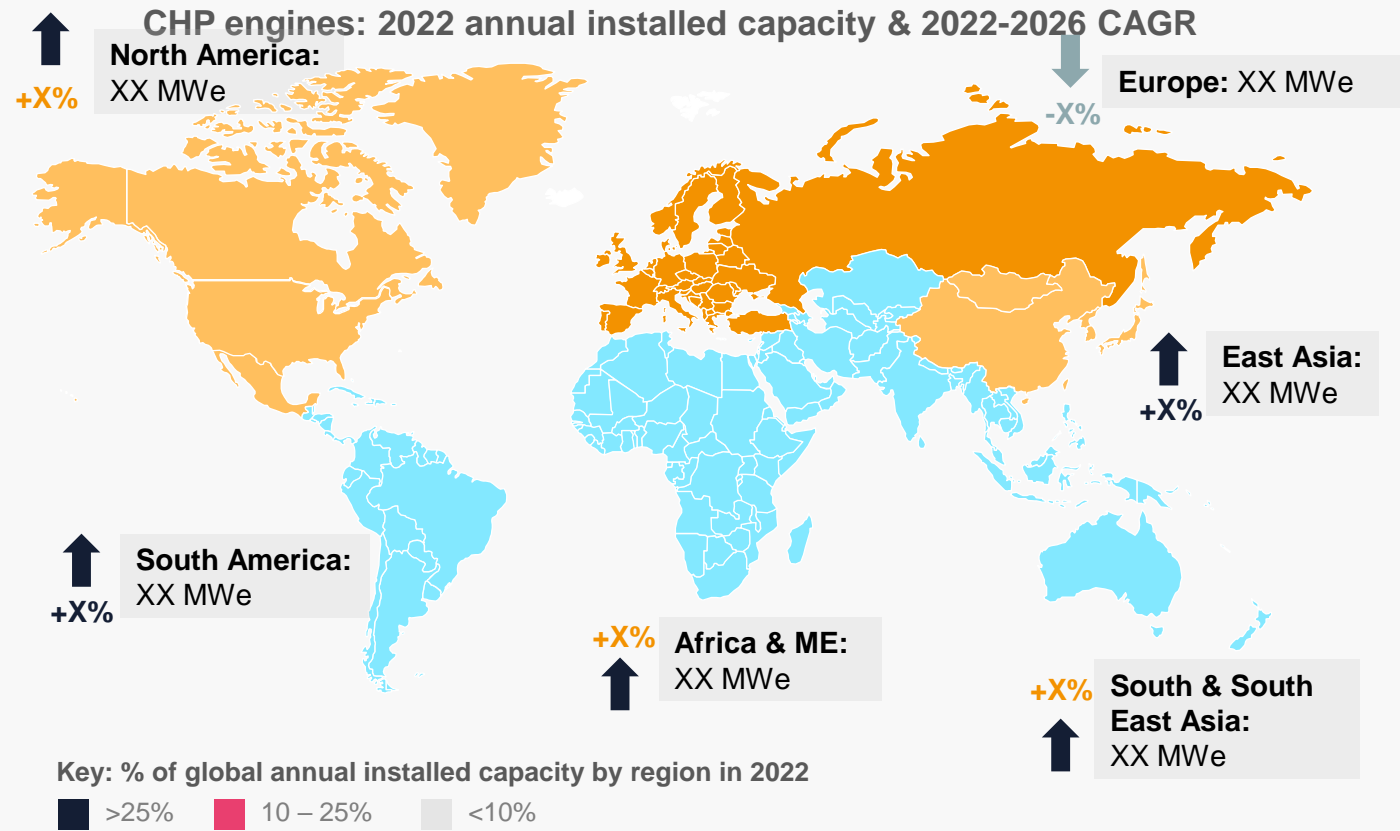 CHP engines: 2022 annual installed capacity & 2022-2026 CAGR
North America:
XX MWe
+X%
Europe: XX MWe
-X%
East Asia:
XX MWe
+X%
South America:
XX MWe
+X%
+X%
Africa & ME:
XX MWe
+X%
South & South
East Asia:
XX MWe
Key: % of global annual installed capacity by region in 2022
>25%
10 – 25%
<10%